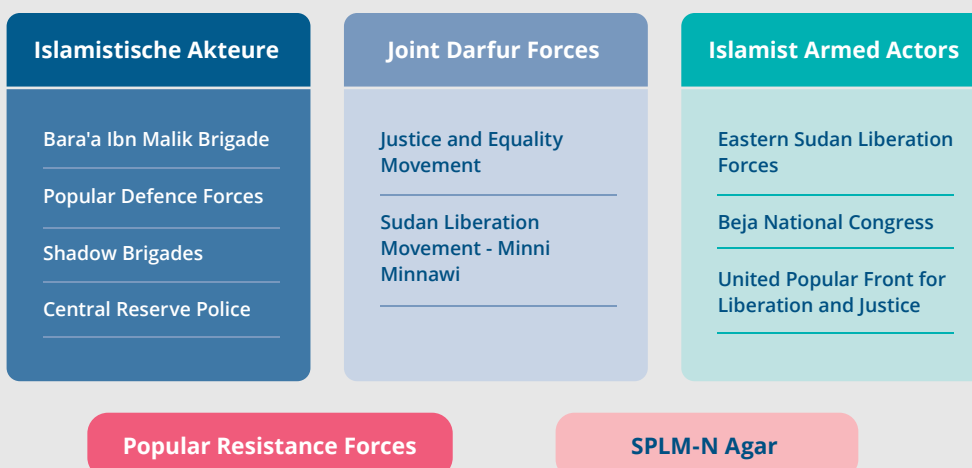 Islamistische Akteure
Bara'a Ibn Malik Brigade
Popular Defence Forces
Shadow Brigades
Central Reserve Police
Joint Darfur Forces
Justice and Equality
Movement
Sudan Liberation
Movement - Minni
Minnawi
Islamist Armed Actors
Eastern Sudan Liberation
Forces
Beja National Congress
United Popular Front for
Liberation and Justice
Popular Resistance Forces
SPLM-N Agar